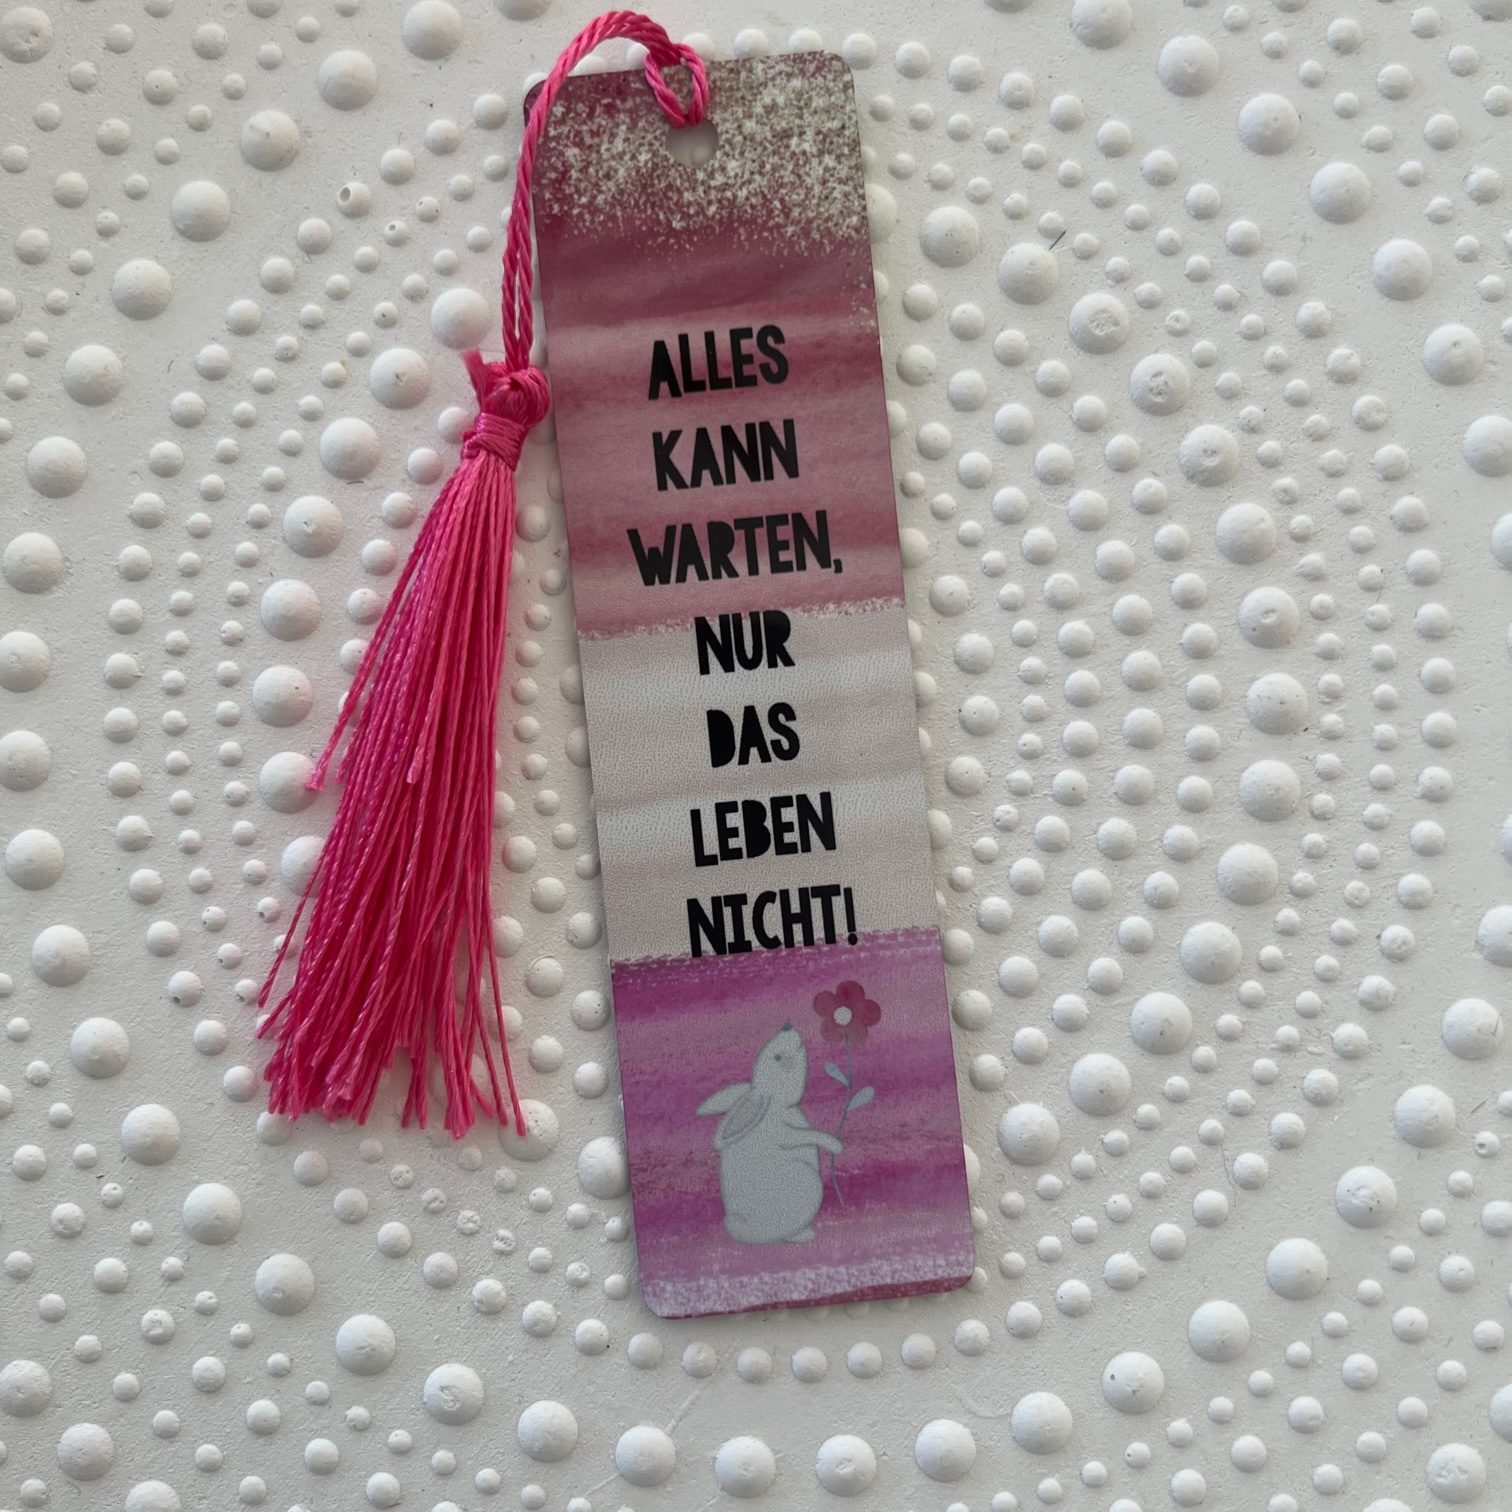 ALLES
KANN
WARTEN,
NUR
DAS
LEBEN
NICHT!